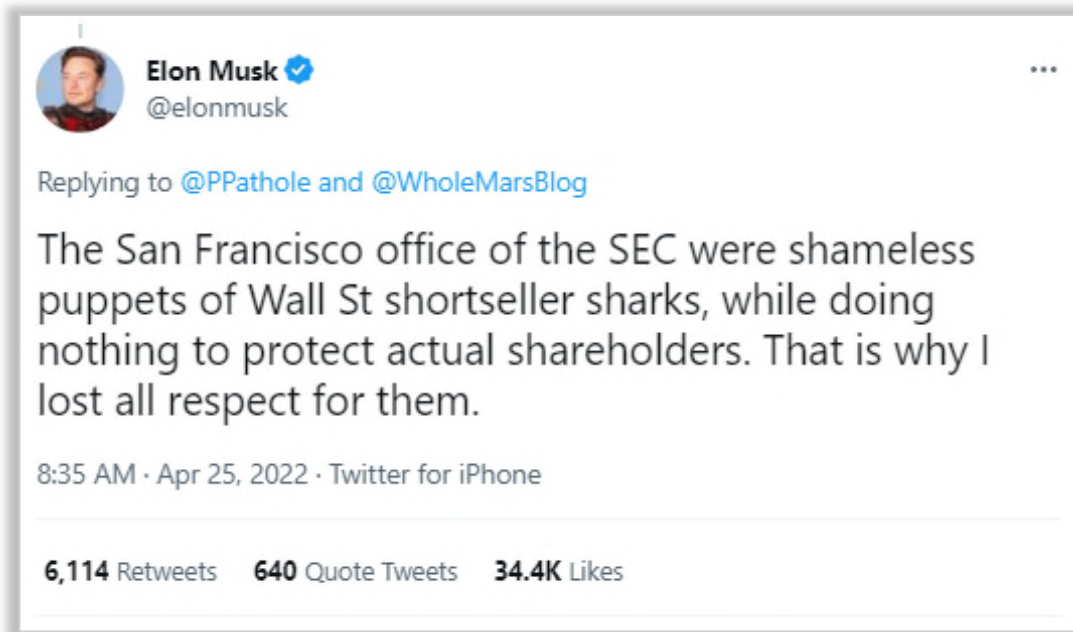 Elon Musk
@elonmusk
Replying to @PPathole and @WholeMarsBlog
The San Francisco office of the SEC were shameless
puppets of Wall St shortseller sharks, while doing
nothing to protect actual shareholders. That is why I
lost all respect for them.
8:35 AM · Apr 25, 2022 · Twitter for iPhone
6,114 Retweets 640 Quote Tweets 34.4K Likes